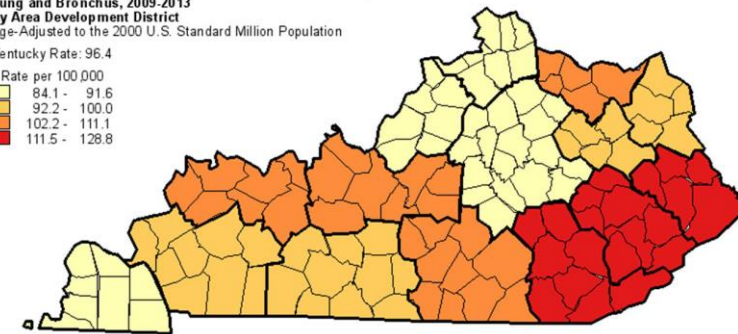 ung and Bronchus, 2009-2013
y Area Development District
ge-Adjusted to the 2000 U.S. Standard Million Population
entucky Rate: 96.4
Rate per 100,000
84.1 - 91.6
92.2 - 100.0
102.2 - 111.1
111.5 - 128.8